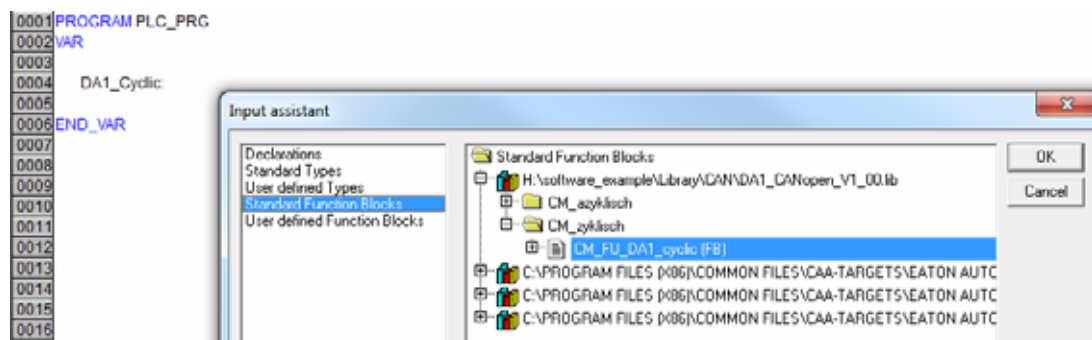 0001 PROGRAM PLC_PRG
0002 VAR
0003
0004 DA1_Cyclic:
0005
0006 END_VAR
0007
0008
0009
0010
0011
0012
0013
0014
0015
0016
Input assistant
Declarations
Standard Types
User defined Types
Standard Function Blocks
User defined Function Blocks
Standard Function Blocks
H:\software_example\Library\CAN\DA1_CANopen_V1_00.lib
CM_azyklisch
CM_zyklisch
CM_FU_DA1_cyclic (FB)
C:\PROGRAM FILES (X86)\COMMON FILES\CAA-TARGETS\EATON AUTC
C:\PROGRAM FILES (X86)\COMMON FILES\CAA-TARGETS\EATON AUTC
C:\PROGRAM FILES (X86)\COMMON FILES\CAA-TARGETS\EATON AUTC
OK
Cancel